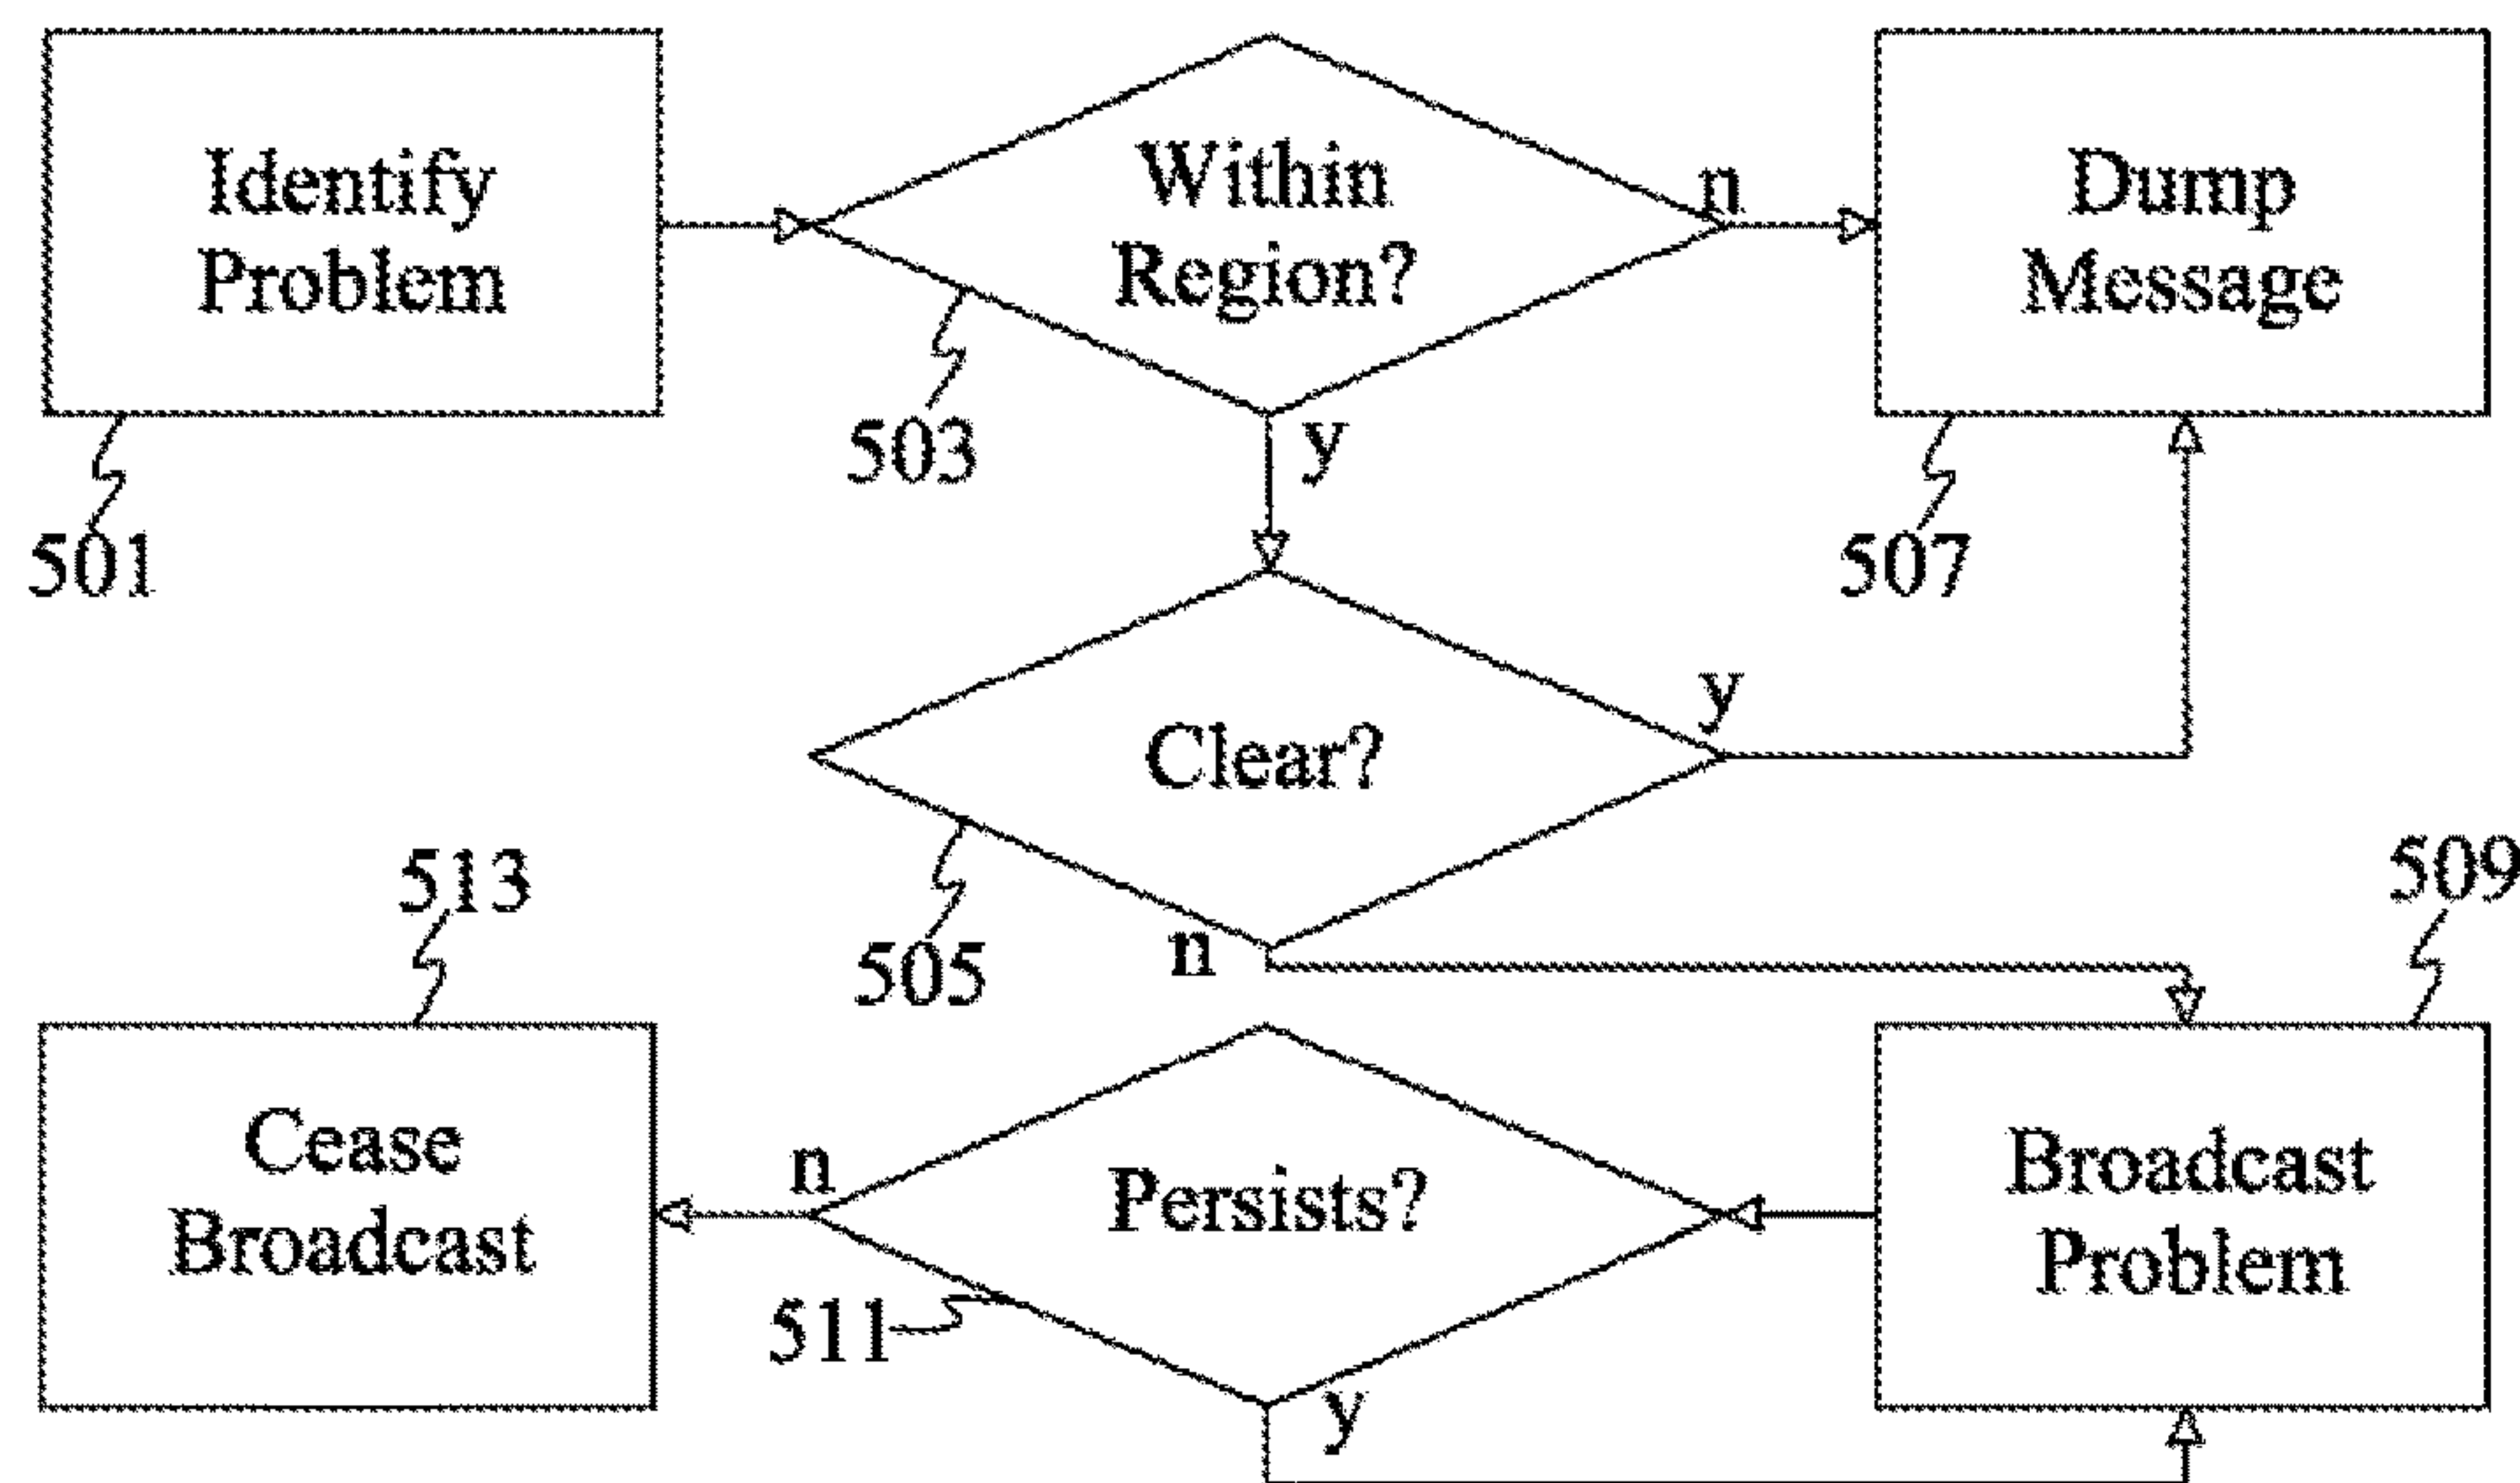 Identify
Problem
501
Within
Region?
503
n
y
Dump
Message
507
Clear?
505
y
n
513
509
Cease
Broadcast
n
Persists?
511
y
Broadcast
Problem